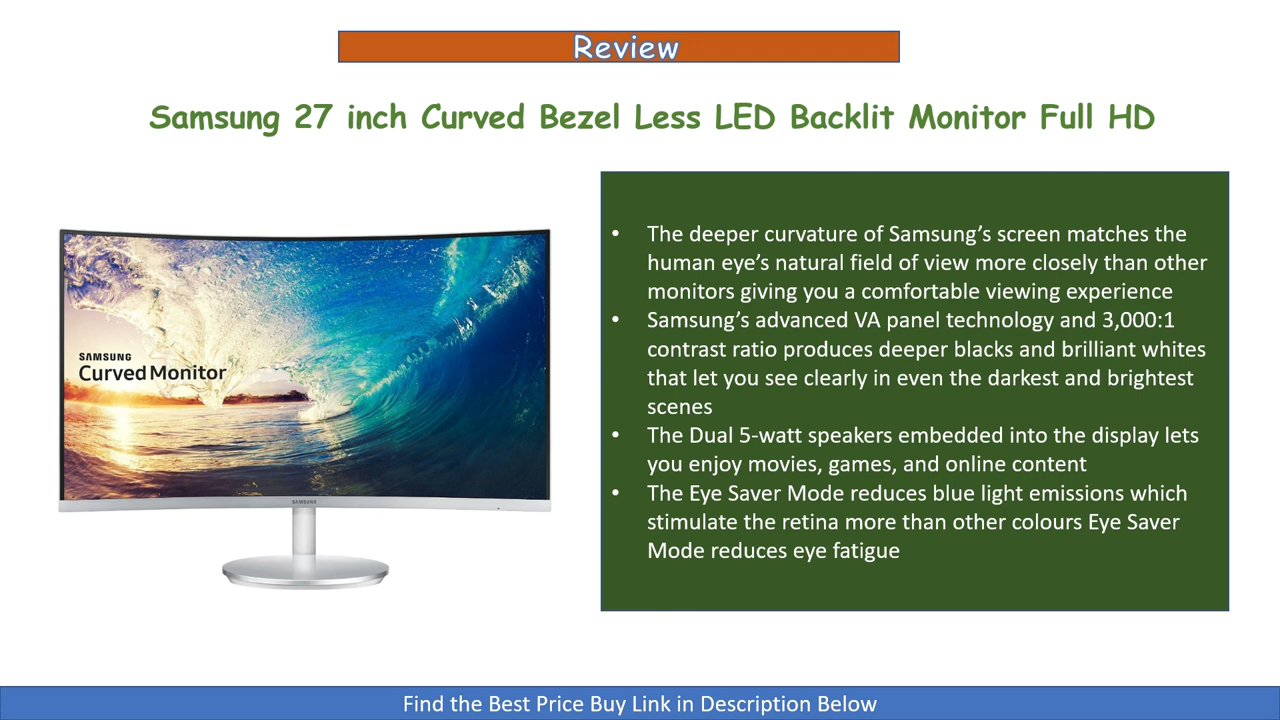 Review
Samsung 27 inch Curved Bezel Less LED Backlit Monitor Full HD
SAMSUNG
Curved Monitor
SAMSUNG
• The deeper curvature of Samsung’s screen matches the
human eye’s natural field of view more closely than other
monitors giving you a comfortable viewing experience
• Samsung’s advanced VA panel technology and 3,000:1
contrast ratio produces deeper blacks and brilliant whites
that let you see clearly in even the darkest and brightest
scenes
• The Dual 5-watt speakers embedded into the display lets
you enjoy movies, games, and online content
• The Eye Saver Mode reduces blue light emissions which
stimulate the retina more than other colours Eye Saver
Mode reduces eye fatigue
Find the Best Price Buy Link in Description Below